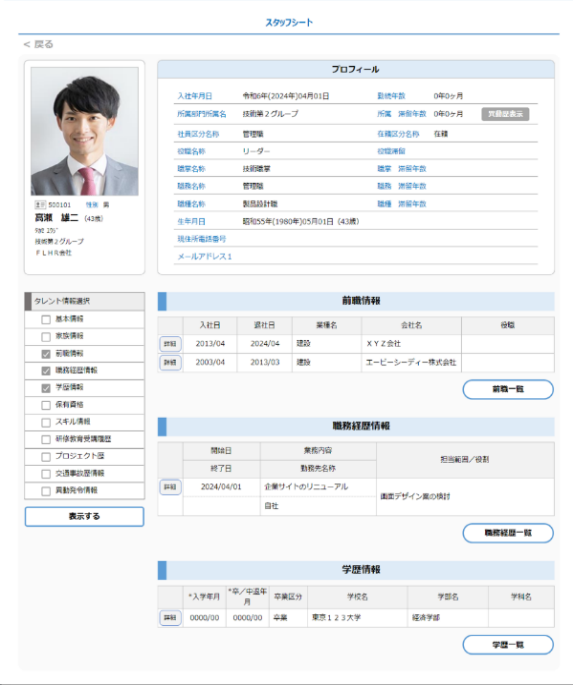 スタッフシート
< 戻る
500101 性別 男
高瀬 雄二 (43歳)
技術第2グループ
FLHR会社
プロフィール
入社年月日 令和6年(2024年)04月01日 勤続年数 0年0ヶ月
所属部門所属名 技術第2グループ 所属 滞留年数 0年0ヶ月 異動歴表示
社員区分名称 管理職 在籍区分名称 在籍
役職名称 リーダー 役職滞留
職掌名称 技術職掌 職掌 滞留年数
職務名称 管理職 職務 滞留年数
職種名称 製品設計職 職種 滞留年数
生年月日 昭和55年(1980年)05月01日 (43歳)
現住所電話番号
メールアドレス1
タレント情報選択
基本情報
家族情報
前職情報
職務経歴情報
学歴情報
保有資格
スキル情報
研修教育受講履歴
プロジェクト歴
交通事故歴情報
異動発令情報
表示する
前職情報
入社日 退社日 業種名 会社名 役職
詳細 2013/04 2024/04 建設 XYZ会社
詳細 2003/04 2013/03 建設 エービーシーディー株式会社
前職一覧
職務経歴情報
開始日 業務内容 担当範囲/役割
終了日 勤務先名称
詳細 2024/04/01 企業サイトのリニューアル 画面デザイン案の検討
自社
職務経歴一覧
学歴情報
*入学年月 *卒/中退年月 卒業区分 学校名 学部名 学科名
詳細 0000/00 0000/00 卒業 東京123大学 経済学部
学歴一覧